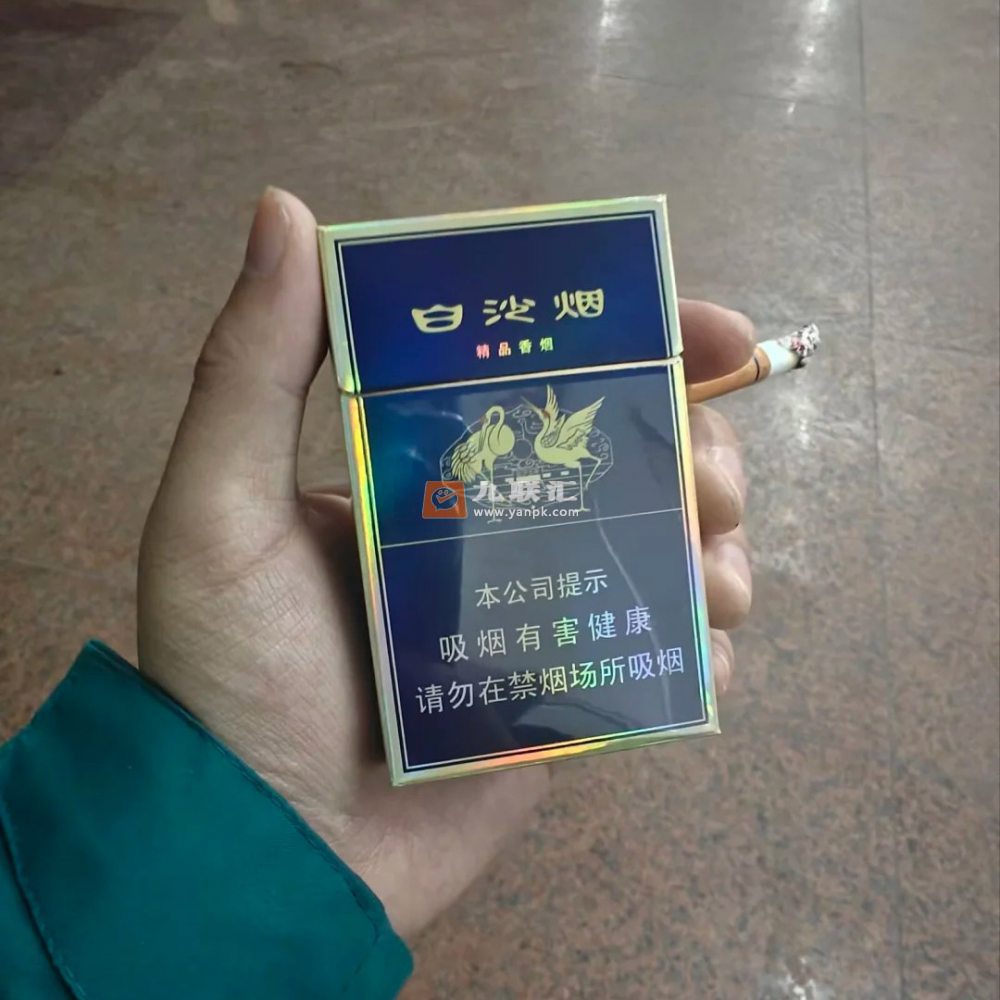 白沙烟
精品香烟
九联汇
www.yanpk.com
本公司提示
吸烟有害健康
请勿在禁烟场所吸烟